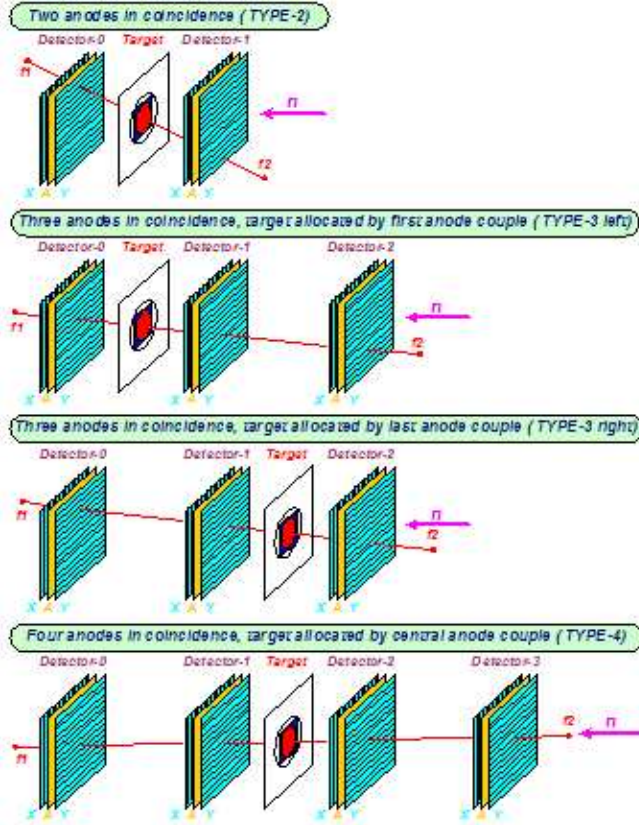 Two anodes in coincidence (TYPE-2)
Detector-0 Target Detector-1
f1
n
f2
X A Y X A Y
Three anodes in coincidence, target allocated by first anode couple (TYPE-3 left)
Detector-0 Target Detector-1 Detector-2
f1
n
f2
X A Y X A Y X A Y
Three anodes in coincidence, target allocated by last anode couple (TYPE-3 right)
Detector-0 Detector-1 Target Detector-2
f1
n
f2
X A Y X A Y X A Y
Four anodes in coincidence, target allocated by central anode couple (TYPE-4)
Detector-0 Detector-1 Target Detector-2 Detector-3
f1
f2
n
X A Y X A Y X A Y X A Y